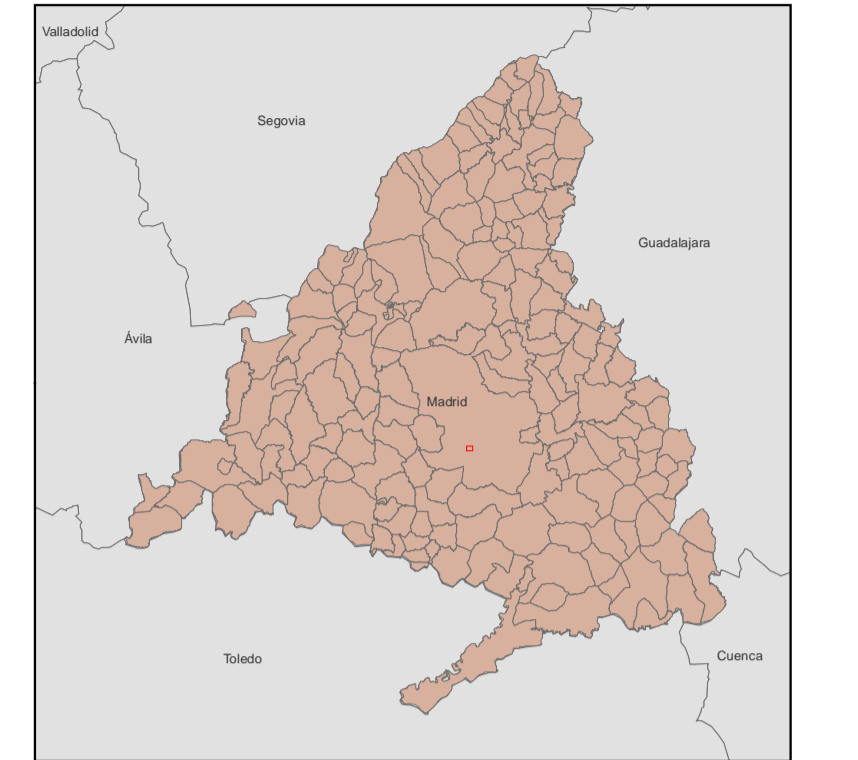 Valladolid
Segovia
Guadalajara
Ávila
Madrid
Toledo
Cuenca